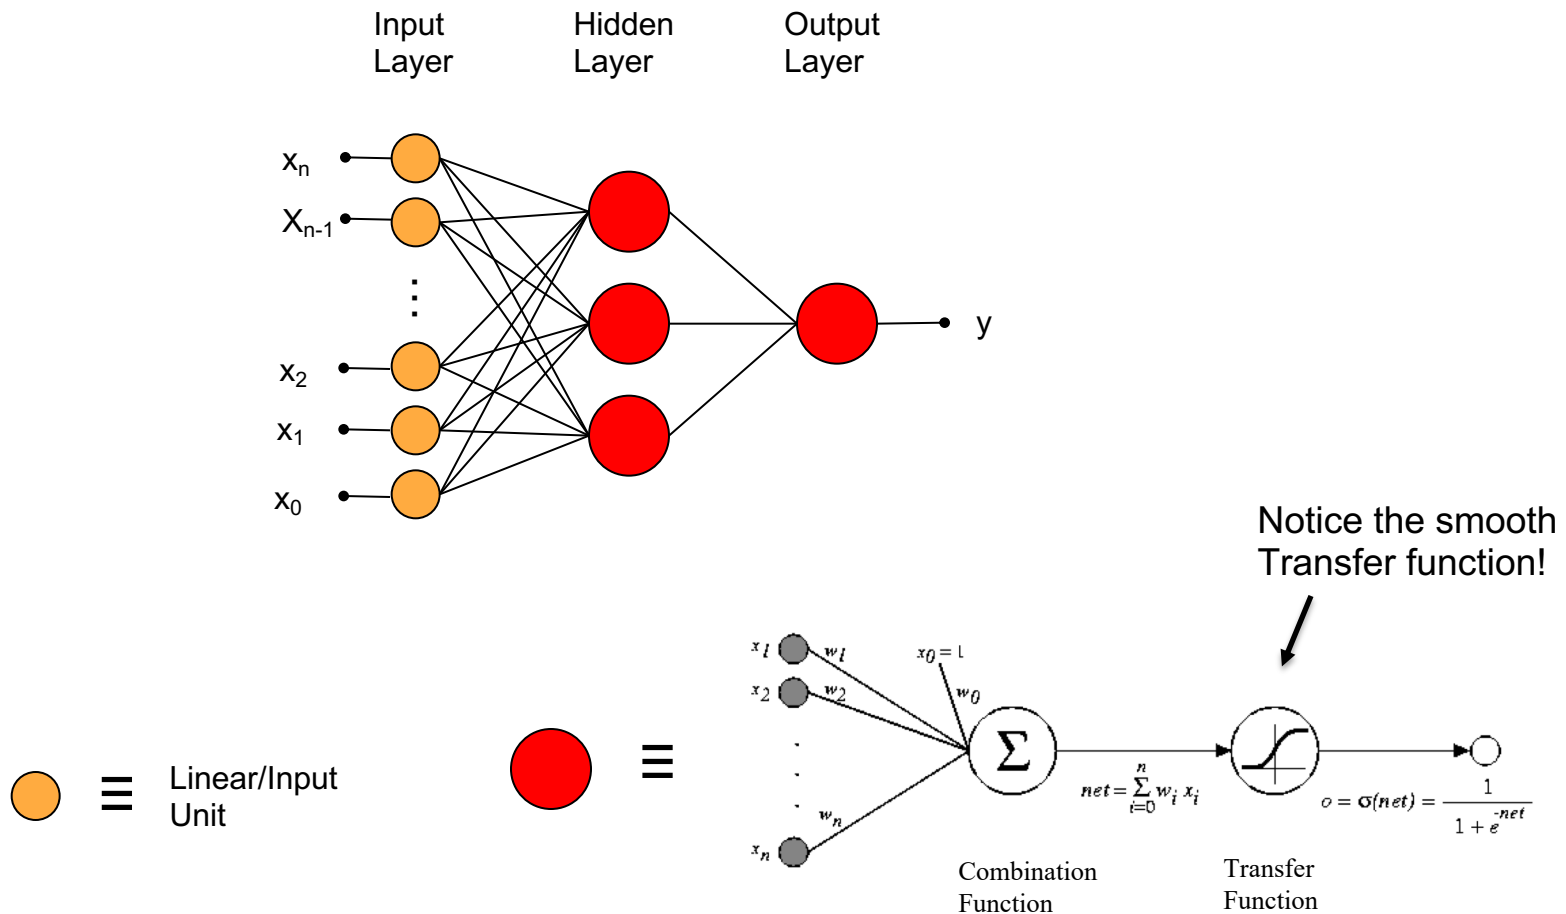 Input
Layer
Hidden
Layer
Output
Layer
xn
Xn-1
⋮
x2
x1
x0
y
Notice the smooth
Transfer function!
≡ Linear/Input
Unit
≡
x1 w1
x2 w2
x0 = 1
w0
wn
xn
Σ
net = Σ i=0 n wi xi
o = σ(net) = 1 / 1 + e^-net
Combination
Function
Transfer
Function